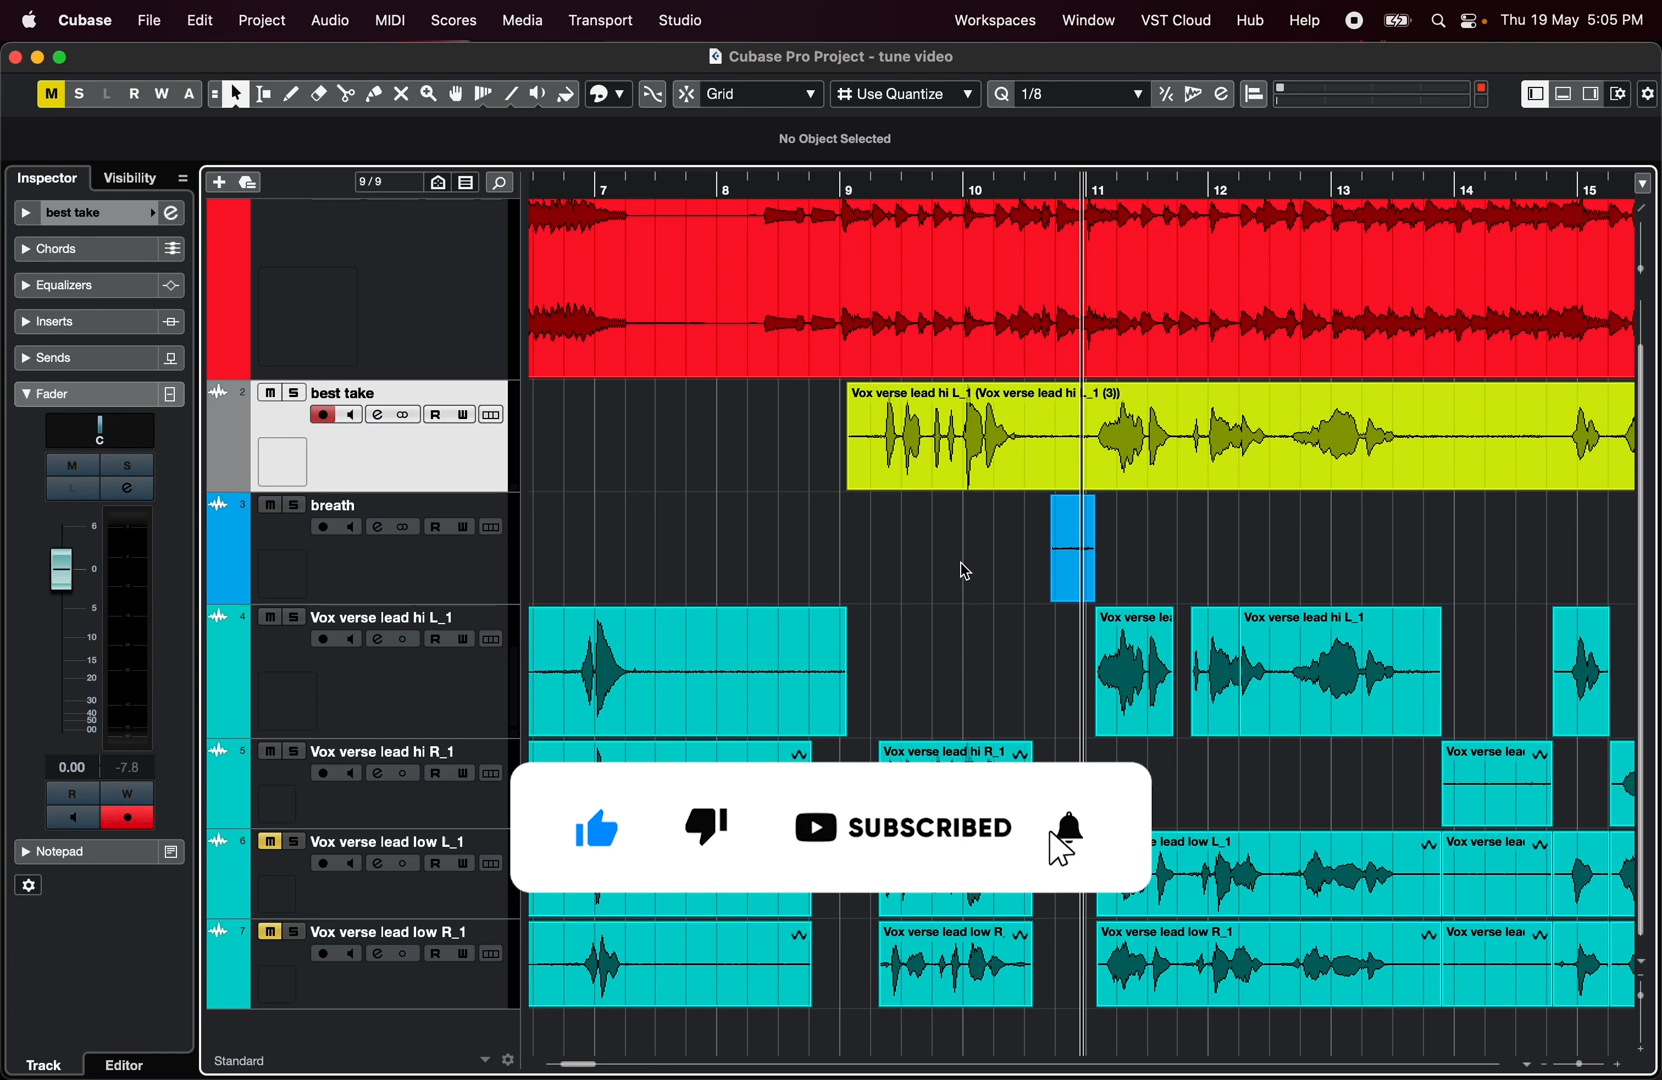 Cubase File Edit Project Audio MIDI Scores Media Transport Studio Workspaces Window VST Cloud Hub Help Thu 19 May 5:05 PM
Cubase Pro Project - tune video
M S L R W A Grid Use Quantize Q 1/8
No Object Selected
Inspector Visibility 9/9 7 8 9 10 11 12 13 14 15
best take
Chords
Equalizers
Inserts
Sends
Fader
C
M S
L e
6
0
5
10
15
20
30
40
50
00
0.00 -7.8
R W
Notepad
2 M S best take
e R W
Vox verse lead hi L_1 (Vox verse lead hi L_1 (3))
3 M S breath
e R W
4 M S Vox verse lead hi L_1
e R W
Vox verse lea Vox verse lead hi L_1
5 M S Vox verse lead hi R_1
e R W
Vox verse lead hi R_1 Vox verse lea
6 M S Vox verse lead low L_1
e R W
e lead low L_1 Vox verse lea
7 M S Vox verse lead low R_1
e R W
Vox verse lead low R_ Vox verse lead low R_1 Vox verse lea
SUBSCRIBED
Standard
Track Editor